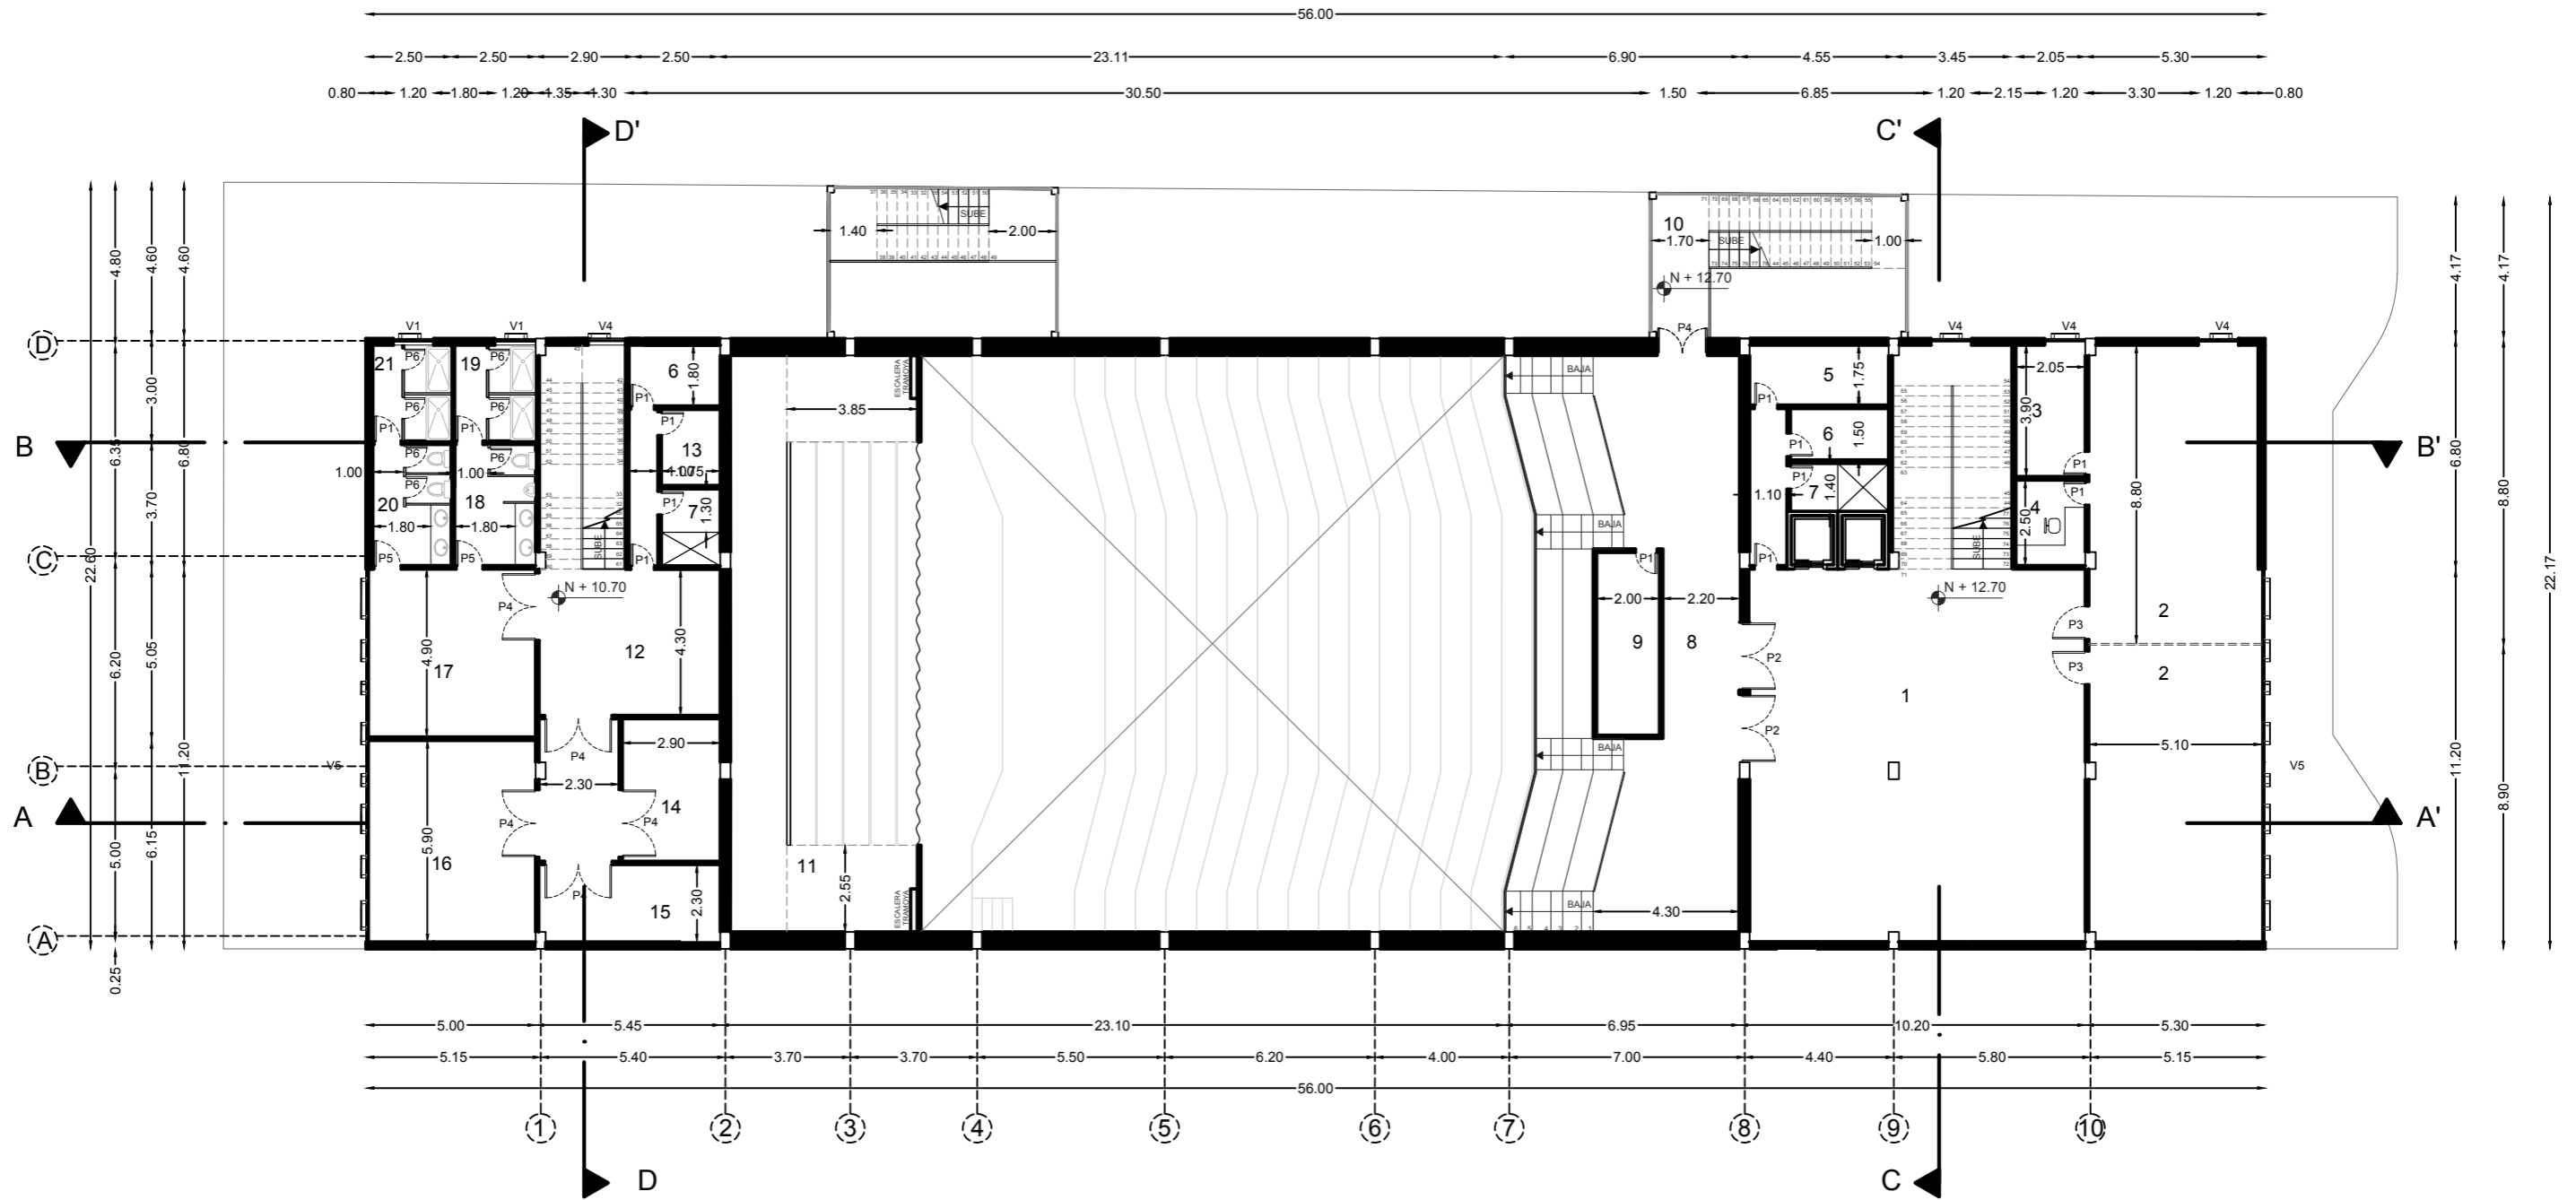 56.00
2.50 2.50 2.90 2.50 23.11 6.90 4.55 3.45 2.05 5.30
0.80 1.20 1.80 1.20 1.35 1.30 30.50 1.50 6.85 1.20 2.15 1.20 3.30 1.20 0.80
D' C'
SUBE
1.40 2.00
10
1.70 SUBE 1.00
N + 12.70
4.80 4.60 4.60
4.17 4.17
V1 V1 V4 P4 V4 V4 V4
D
21 P6 19 P6 6 1.80 ESCALERA TRAMOYA BAJA 5 1.75 2.05
P6 P6 P1 3.85 P1 3.90 3
P1 P1 P1 13 6 1.50
B B'
P6 P6 1.00 1.75 P1 P1
1.00 1.00 P1 7 1.40 P1
20 P6 18 7 1.30 1.10 4
1.80 1.80 BAJA 2.50
P5 P5 SUBE P1 P1 P1 SUBE
C
3.00 6.35 6.80 3.70
6.80 8.80 8.80
22.60 22.17
N + 10.70 N + 12.70
P4 2.00 2.20 2
4.90 4.30 P3
17 12 9 8 P2 P3 2
1
6.20 5.05 11.20
P4 2.90 BAJA P2 5.10
B V5 V5
2.30
P4 14 P4
A A'
5.90 16 11 2.55
11.20 8.90
5.00 6.15
P4 15 2.30 ESCALERA TRAMOYA BAJA 4.30
A
0.25
5.00 5.45 23.10 6.95 10.20 5.30
5.15 5.40 3.70 3.70 5.50 6.20 4.00 7.00 4.40 5.80 5.15
56.00
1 2 3 4 5 6 7 8 9 10
D C